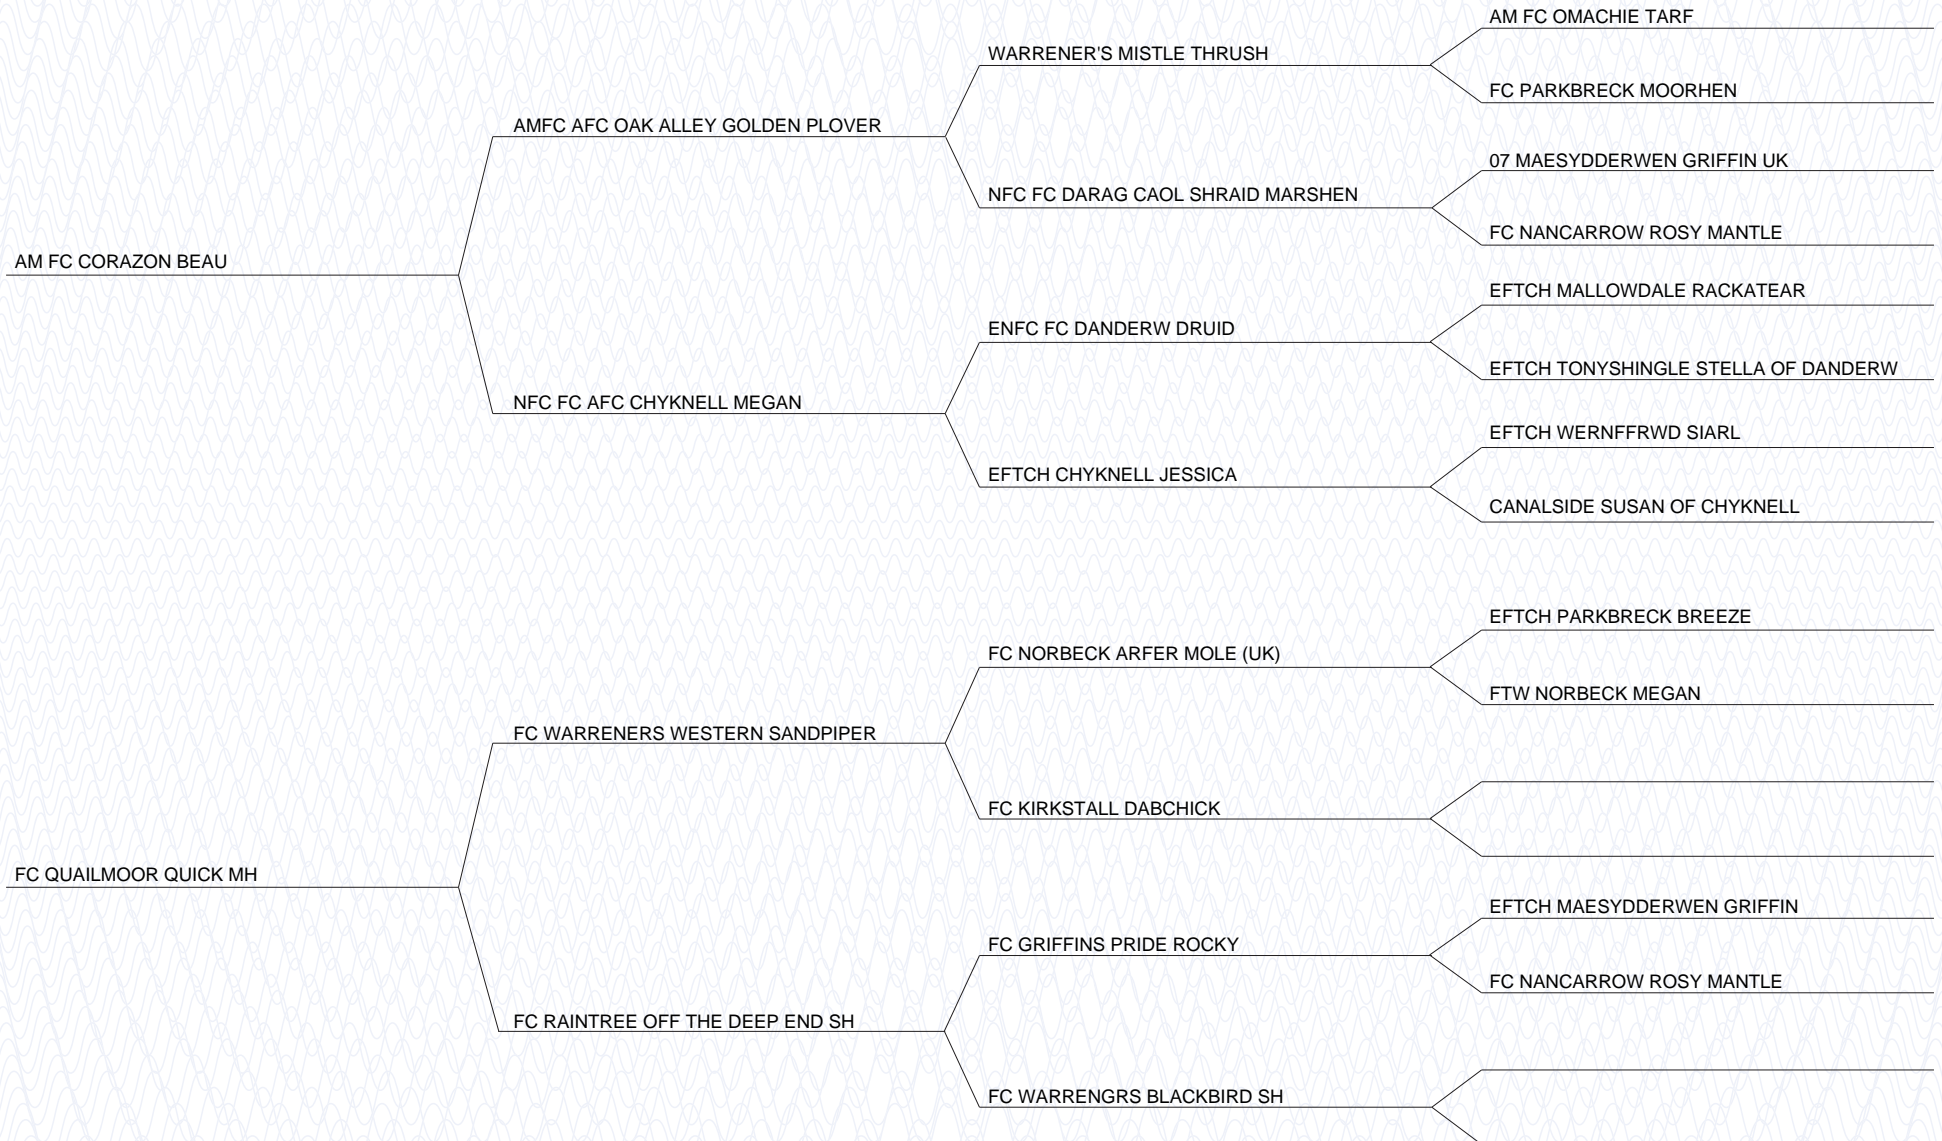 AM FC OMACHIE TARF
WARRENER'S MISTLE THRUSH
FC PARKBRECK MOORHEN
AMFC AFC OAK ALLEY GOLDEN PLOVER
07 MAESYDDERWEN GRIFFIN UK
NFC FC DARAG CAOL SHRAID MARSHEN
FC NANCARROW ROSY MANTLE
AM FC CORAZON BEAU
EFTCH MALLOWDALE RACKATEAR
ENFC FC DANDERW DRUID
EFTCH TONYSHINGLE STELLA OF DANDERW
NFC FC AFC CHYKNELL MEGAN
EFTCH WERNFFRWD SIARL
EFTCH CHYKNELL JESSICA
CANALSIDE SUSAN OF CHYKNELL
EFTCH PARKBRECK BREEZE
FC NORBECK ARFER MOLE (UK)
FTW NORBECK MEGAN
FC WARRENERS WESTERN SANDPIPER
FC KIRKSTALL DABCHICK
FC QUAILMOOR QUICK MH
EFTCH MAESYDDERWEN GRIFFIN
FC GRIFFINS PRIDE ROCKY
FC NANCARROW ROSY MANTLE
FC RAINTREE OFF THE DEEP END SH
FC WARRENGRS BLACKBIRD SH